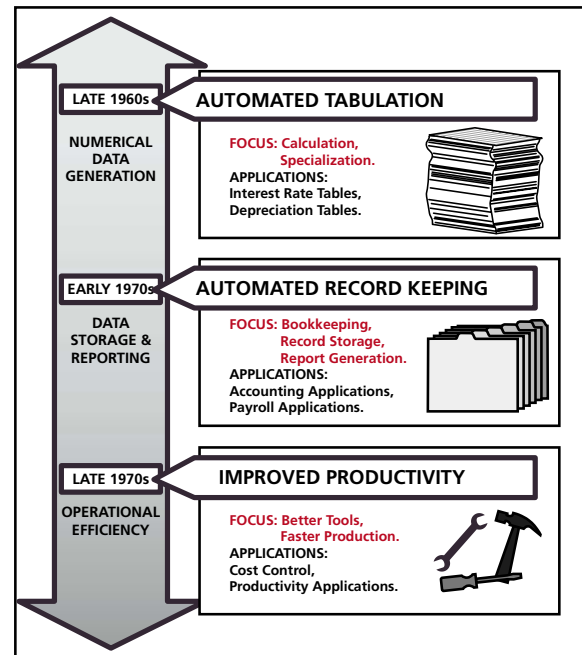 LATE 1960s
AUTOMATED TABULATION
NUMERICAL
DATA
GENERATION
FOCUS: Calculation,
Specialization.
APPLICATIONS:
Interest Rate Tables,
Depreciation Tables.
EARLY 1970s
AUTOMATED RECORD KEEPING
DATA
STORAGE &
REPORTING
FOCUS: Bookkeeping,
Record Storage,
Report Generation.
APPLICATIONS:
Accounting Applications,
Payroll Applications.
LATE 1970s
IMPROVED PRODUCTIVITY
OPERATIONAL
EFFICIENCY
FOCUS: Better Tools,
Faster Production.
APPLICATIONS:
Cost Control,
Productivity Applications.